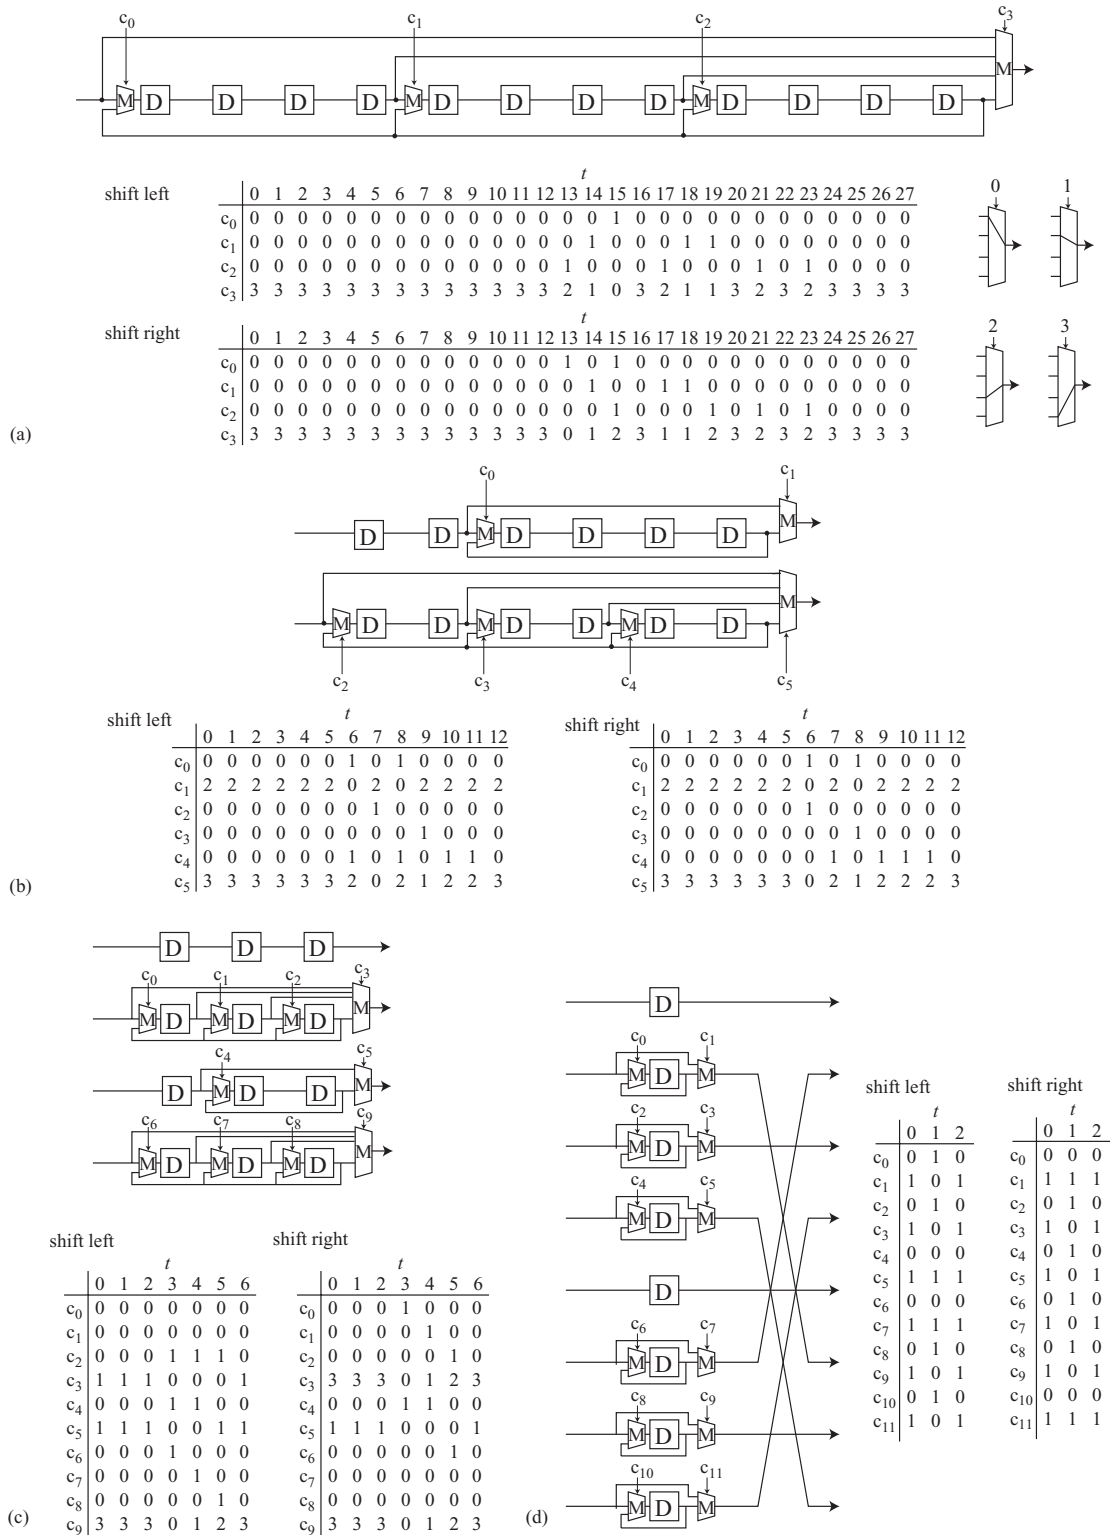 c0 c1 c2 c3
M D D D D M D D D D M D D D D M
t
shift left 0 1 2 3 4 5 6 7 8 9 10 11 12 13 14 15 16 17 18 19 20 21 22 23 24 25 26 27 0 1
c0 0 0 0 0 0 0 0 0 0 0 0 0 0 0 0 1 0 0 0 0 0 0 0 0 0 0 0 0
c1 0 0 0 0 0 0 0 0 0 0 0 0 0 0 1 0 0 0 1 1 0 0 0 0 0 0 0 0
c2 0 0 0 0 0 0 0 0 0 0 0 0 0 1 0 0 0 1 0 0 0 1 0 1 0 0 0 0
c3 3 3 3 3 3 3 3 3 3 3 3 3 3 2 1 0 3 2 1 1 3 2 3 2 3 3 3 3
t
shift right 0 1 2 3 4 5 6 7 8 9 10 11 12 13 14 15 16 17 18 19 20 21 22 23 24 25 26 27 2 3
c0 0 0 0 0 0 0 0 0 0 0 0 0 0 1 0 1 0 0 0 0 0 0 0 0 0 0 0 0
c1 0 0 0 0 0 0 0 0 0 0 0 0 0 0 1 0 0 1 1 0 0 0 0 0 0 0 0 0
c2 0 0 0 0 0 0 0 0 0 0 0 0 0 0 0 1 0 0 0 1 0 1 0 1 0 0 0 0
(a) c3 3 3 3 3 3 3 3 3 3 3 3 3 3 0 1 2 3 1 1 2 3 2 3 2 3 3 3 3
c0 c1
D D M D D D D M
M D D M D D M D D M
c2 c3 c4 c5
t
shift left 0 1 2 3 4 5 6 7 8 9 10 11 12
c0 0 0 0 0 0 0 1 0 1 0 0 0 0
c1 2 2 2 2 2 2 0 2 0 2 2 2 2
c2 0 0 0 0 0 0 0 1 0 0 0 0 0
c3 0 0 0 0 0 0 0 0 0 1 0 0 0
c4 0 0 0 0 0 0 1 0 1 0 1 1 0
(b) c5 3 3 3 3 3 3 2 0 2 1 2 2 3
t
shift right 0 1 2 3 4 5 6 7 8 9 10 11 12
c0 0 0 0 0 0 0 1 0 1 0 0 0 0
c1 2 2 2 2 2 2 0 2 0 2 2 2 2
c2 0 0 0 0 0 0 1 0 0 0 0 0 0
c3 0 0 0 0 0 0 0 0 1 0 0 0 0
c4 0 0 0 0 0 0 0 1 0 1 1 1 0
c5 3 3 3 3 3 3 0 2 1 2 2 2 3
D D D
c0 c1 c2 c3
M D M D M D M
c4 c5
D M D D M
c6 c7 c8 c9
M D M D M D M
shift left
t
0 1 2 3 4 5 6
c0 0 0 0 0 0 0 0
c1 0 0 0 0 0 0 0
c2 0 0 0 1 1 1 0
c3 1 1 1 0 0 0 1
c4 0 0 0 1 1 0 0
c5 1 1 1 0 0 1 1
c6 0 0 0 1 0 0 0
c7 0 0 0 0 1 0 0
c8 0 0 0 0 0 1 0
(c) c9 3 3 3 0 1 2 3
shift right
t
0 1 2 3 4 5 6
c0 0 0 0 1 0 0 0
c1 0 0 0 0 1 0 0
c2 0 0 0 0 0 1 0
c3 3 3 3 0 1 2 3
c4 0 0 0 1 1 0 0
c5 1 1 1 0 0 0 1
c6 0 0 0 0 0 1 0
c7 0 0 0 0 0 0 0
c8 0 0 0 0 0 0 0
c9 3 3 3 0 1 2 3
D
c0 c1
M D M
c2 c3
M D M
c4 c5
M D M
D
c6 c7
M D M
c8 c9
M D M
c10 c11
(d) M D M
shift left
t
0 1 2
c0 0 1 0
c1 1 0 1
c2 0 1 0
c3 1 0 1
c4 0 0 0
c5 1 1 1
c6 0 0 0
c7 1 1 1
c8 0 1 0
c9 1 0 1
c10 0 1 0
c11 1 0 1
shift right
t
0 1 2
c0 0 0 0
c1 1 1 1
c2 0 1 0
c3 1 0 1
c4 0 1 0
c5 1 0 1
c6 0 1 0
c7 1 0 1
c8 0 1 0
c9 1 0 1
c10 0 0 0
c11 1 1 1